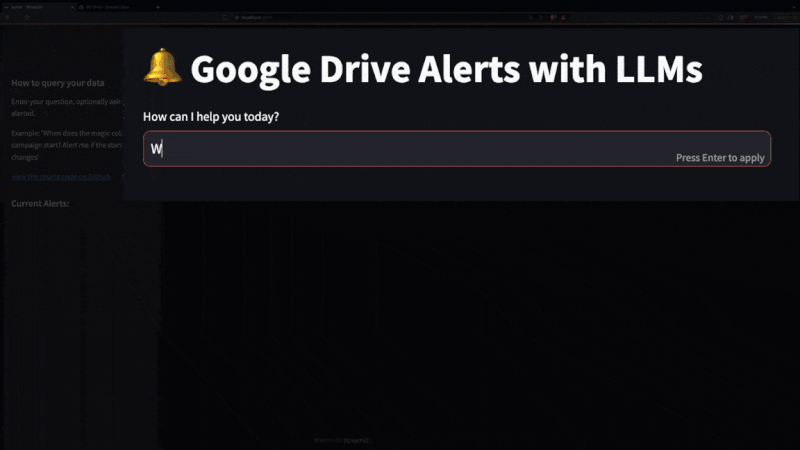 Google Drive Alerts with LLMs
How can I help you today?
W
Press Enter to apply
How to query your data
Enter your question, optionally ask
alerted.
Example: 'When does the magic
campaign start? Alert me if the start
changes'
View the source code on GitHub
Current Alerts: